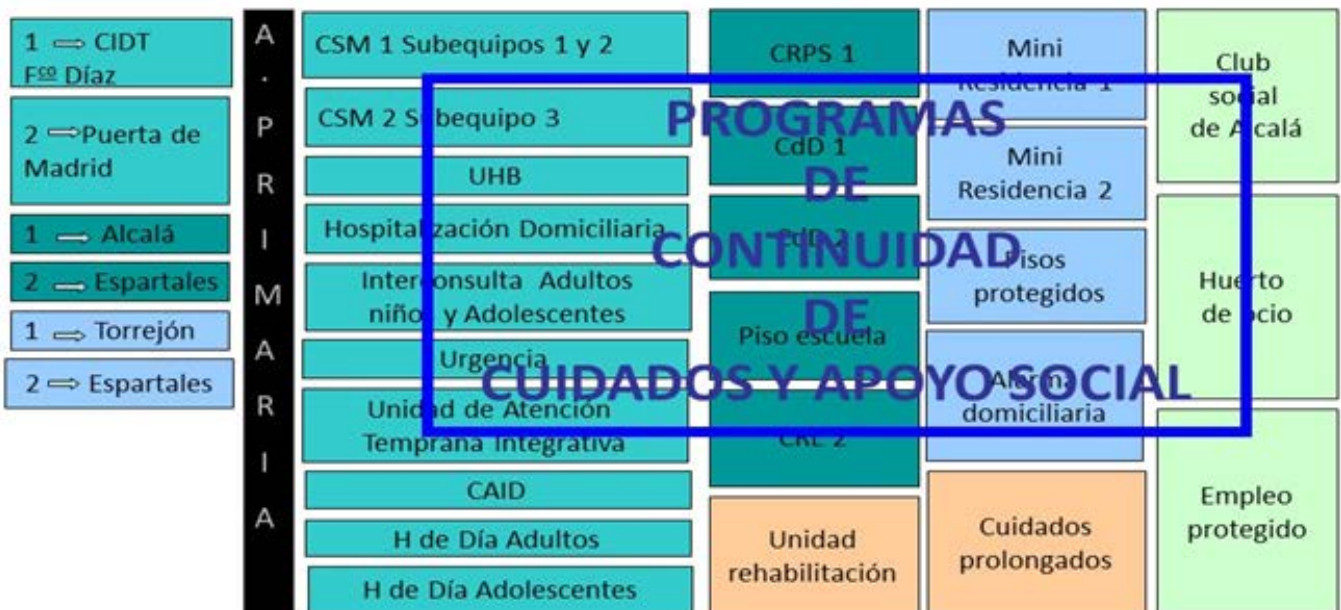 1 ⇒ CIDT
Fᶜᵒ Díaz
2 ⇒Puerta de
Madrid
1 ⇒ Alcalá
2 ⇒ Espartales
1 ⇒ Torrejón
2 ⇒ Espartales
A
.
P
R
I
M
A
R
I
A
CSM 1 Subequipos 1 y 2
CSM 2 Subequipo 3
UHB
Hospitalización Domiciliaria
Interconsulta Adultos
niños y Adolescentes
Urgencia
Unidad de Atención
Temprana Integrativa
CAID
H de Día Adultos
H de Día Adolescentes
CRPS 1
CdD 1
CdD 2
Piso escuela
CRL 2
Unidad
rehabilitación
Mini
Residencia 1
Mini
Residencia 2
Pisos
protegidos
Alarma
domiciliaria
Cuidados
prolongados
Club
social
de Alcalá
Huerto
de ocio
Empleo
protegido
PROGRAMAS
DE
CONTINUIDAD
DE
CUIDADOS Y APOYO SOCIAL